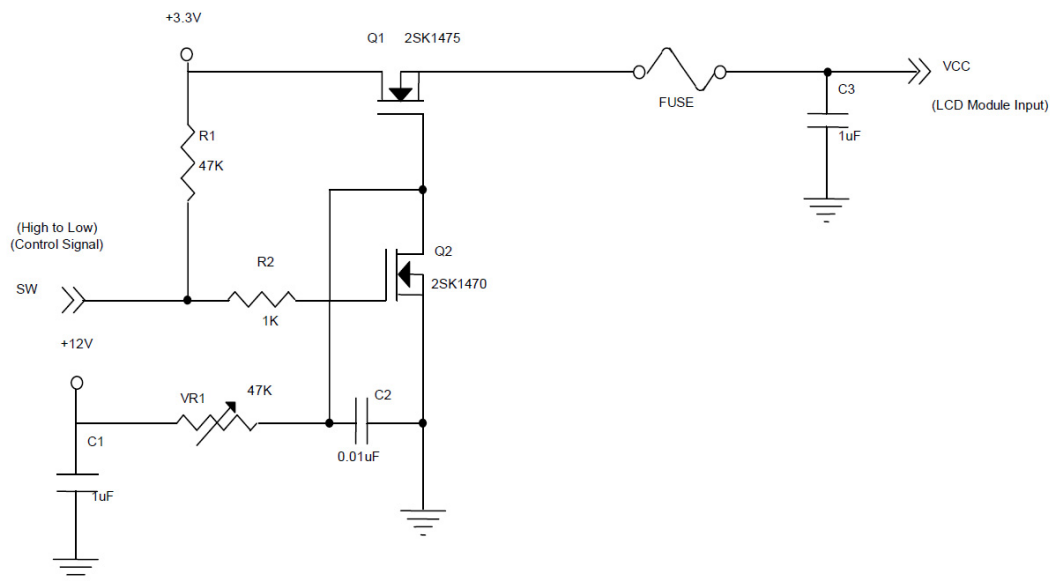 +3.3V
Q1 2SK1475
VCC
C3
FUSE
(LCD Module Input)
1uF
R1
47K
(High to Low)
(Control Signal)
R2
Q2
2SK1470
SW
1K
+12V
VR1
47K
C2
C1
0.01uF
1uF